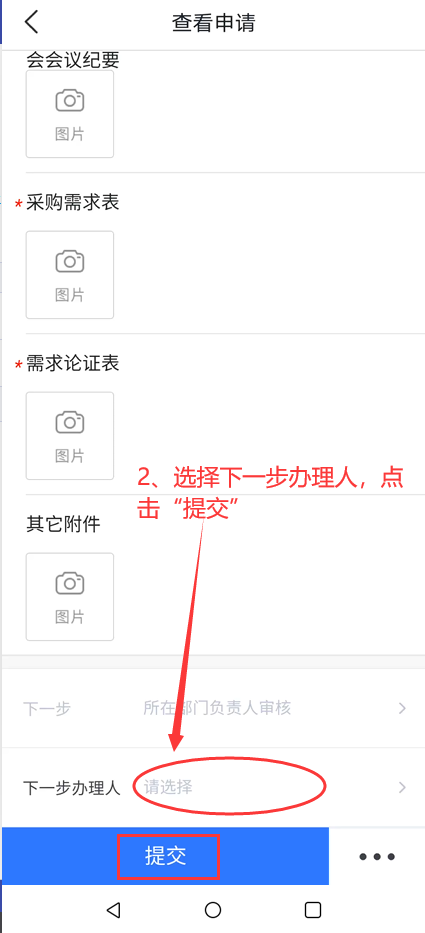 查看申请
会会议纪要
图片
*采购需求表
图片
*需求论证表
图片
2、选择下一步办理人，点
击“提交”
其它附件
图片
下一步 所在部门负责人审核
下一步办理人 请选择
提交